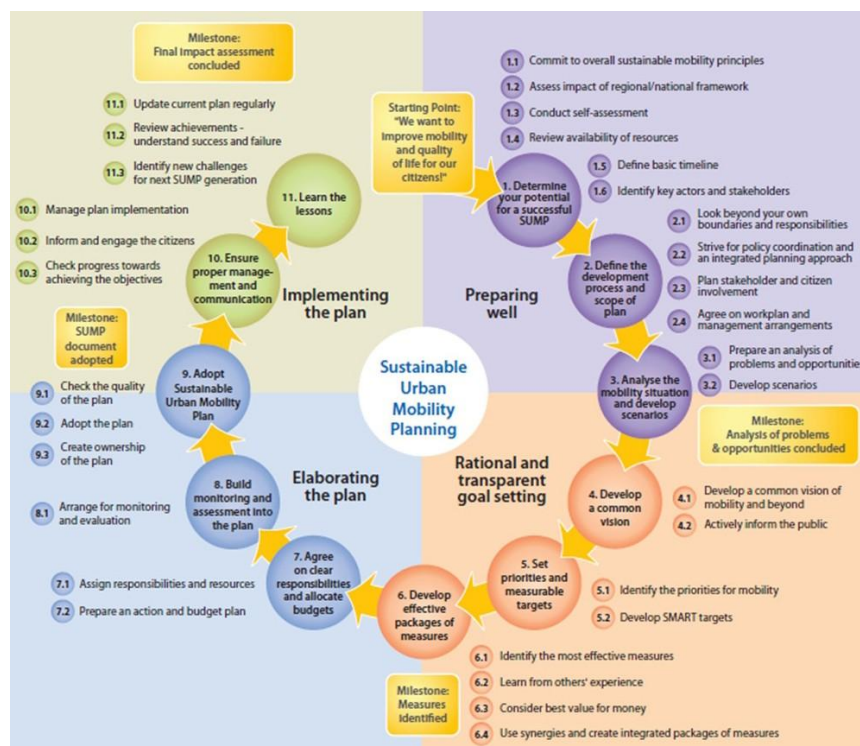 Milestone:
Final impact assessment
concluded
11.1 Update current plan regularly
11.2 Review achievements -
understand success and failure
11.3 Identify new challenges
for next SUMP generation
10.1 Manage plan implementation
10.2 Inform and engage the citizens
10.3 Check progress towards
achieving the objectives
11. Learn the
lessons
10. Ensure
proper manage-
ment and
communication
Implementing
the plan
Starting Point:
"We want to
improve mobility
and quality
of life for our
citizens!"
1.1 Commit to overall sustainable mobility principles
1.2 Assess impact of regional/national framework
1.3 Conduct self-assessment
1.4 Review availability of resources
1.5 Define basic timeline
1.6 Identify key actors and stakeholders
1. Determine
your potential
for a successful
SUMP
2.1 Look beyond your own
boundaries and responsibilities
2.2 Strive for policy coordination and
an integrated planning approach
2.3 Plan stakeholder and citizen
involvement
2.4 Agree on workplan and
management arrangements
2. Define the
development
process and
scope of
plan
Preparing
well
3.1 Prepare an analysis of
problems and opportunitie
3.2 Develop scenarios
3. Analyse the
mobility situation
and develop
scenarios
Milestone:
Analysis of problems
& opportunities concluded
Sustainable
Urban
Mobility
Planning
Rational and
transparent
goal setting
4. Develop
a common
vision
4.1 Develop a common vision of
mobility and beyond
4.2 Actively inform the public
5. Set
priorities and
measurable
targets
5.1 Identify the priorities for mobility
5.2 Develop SMART targets
6. Develop
effective
packages of
measures
6.1 Identify the most effective measures
6.2 Learn from others' experience
6.3 Consider best value for money
6.4 Use synergies and create integrated packages of measures
Milestone:
Measures
identified
Elaborating
the plan
7. Agree
on clear
responsibilities
and allocate
budgets
7.1 Assign responsibilities and resources
7.2 Prepare an action and budget plan
8. Build
monitoring and
assessment into
the plan
8.1 Arrange for monitoring
and evaluation
9. Adopt
Sustainable
Urban Mobility
Plan
9.1 Check the quality
of the plan
9.2 Adopt the plan
9.3 Create ownership
of the plan
Milestone:
SUMP
document
adopted